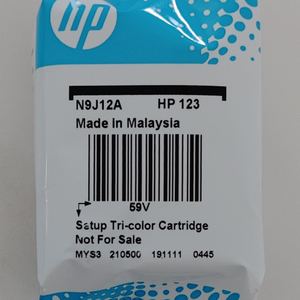 hp
N9J12A HP 123
Made in Malaysia
59V
Setup Tri-color Cartridge
Not For Sale
MYS3 210500 191111 0445